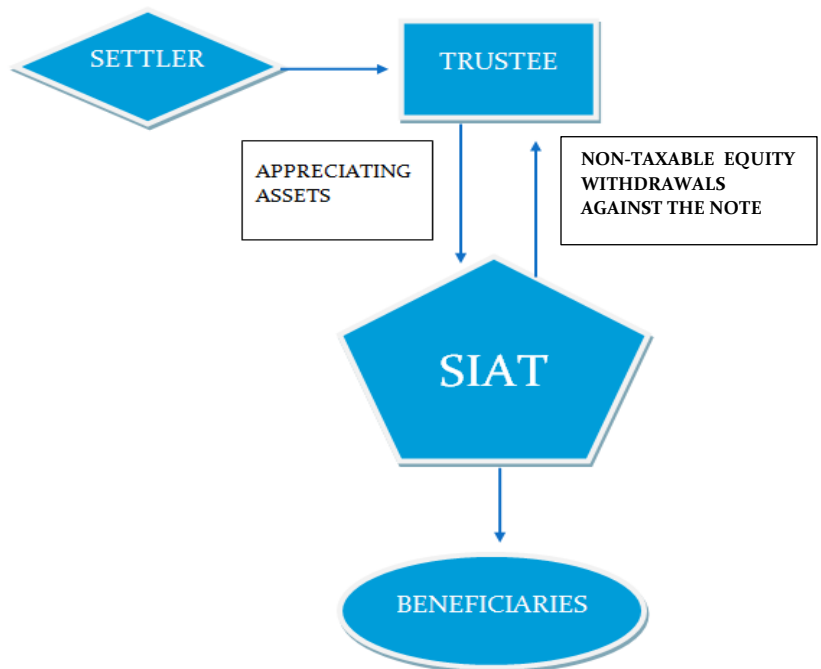 SETTLER
TRUSTEE
APPRECIATING
ASSETS
NON-TAXABLE EQUITY
WITHDRAWALS
AGAINST THE NOTE
SIAT
BENEFICIARIES